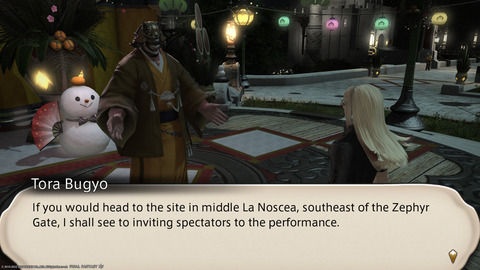 Tora Bugyo
If you would head to the site in middle La Noscea, southeast of the Zephyr
Gate, I shall see to inviting spectators to the performance.